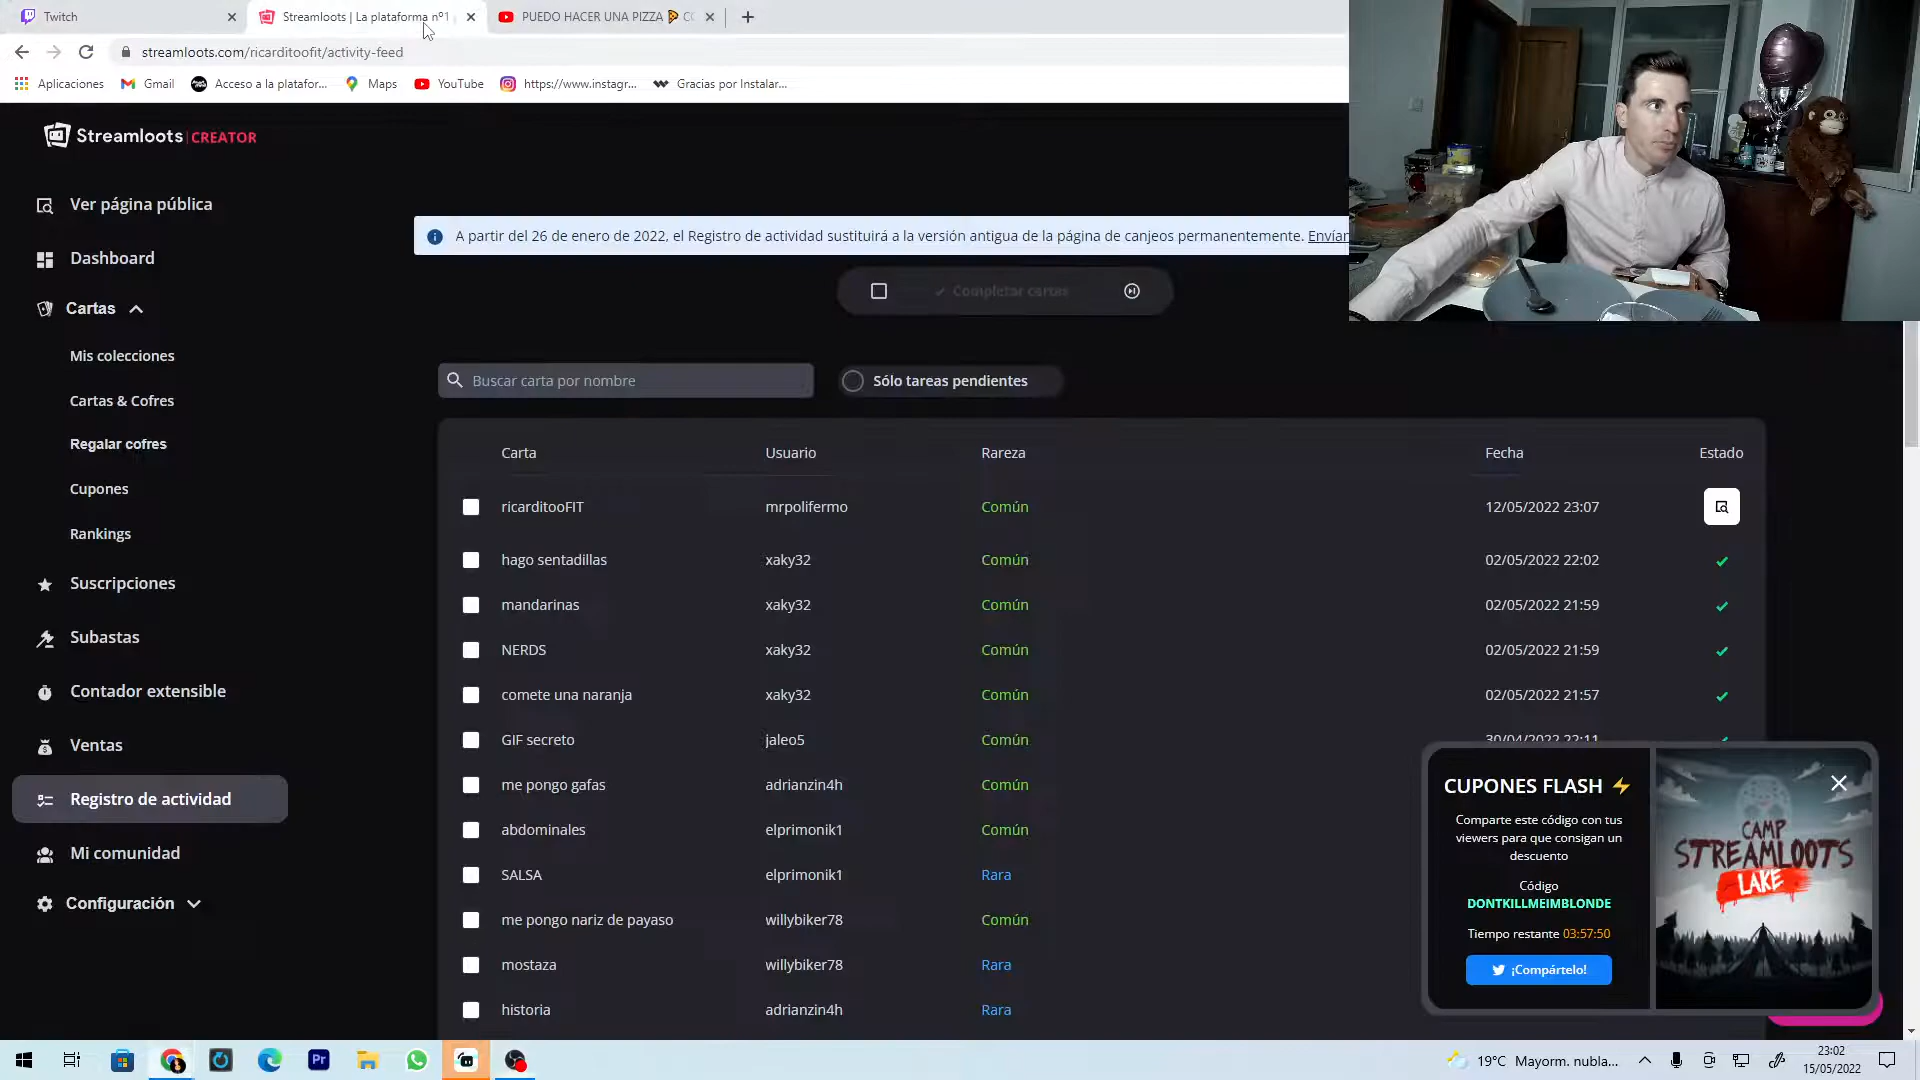 Twitch
Streamloots | La plataforma nº1
PUEDO HACER UNA PIZZA 🍕 CO
streamloots.com/ricarditoofit/activity-feed
Aplicaciones
Gmail
Acceso a la platafor...
Maps
YouTube
https://www.instagr...
Gracias por Instalar...
Streamloots | CREATOR
Ver página pública
Dashboard
Cartas
Mis colecciones
Cartas & Cofres
Regalar cofres
Cupones
Rankings
Suscripciones
Subastas
Contador extensible
Ventas
Registro de actividad
Mi comunidad
Configuración
A partir del 26 de enero de 2022, el Registro de actividad sustituirá a la versión antigua de la página de canjeos permanentemente. Envían
Completar cartas
Buscar carta por nombre
Sólo tareas pendientes
Carta Usuario Rareza Fecha Estado
ricarditooFIT mrpolifermo Común 12/05/2022 23:07
hago sentadillas xaky32 Común 02/05/2022 22:02
mandarinas xaky32 Común 02/05/2022 21:59
NERDS xaky32 Común 02/05/2022 21:59
comete una naranja xaky32 Común 02/05/2022 21:57
GIF secreto jaleo5 Común 30/04/2022 22:11
me pongo gafas adrianzin4h Común
abdominales elprimonik1 Común
SALSA elprimonik1 Rara
me pongo nariz de payaso willybiker78 Común
mostaza willybiker78 Rara
historia adrianzin4h Rara
CUPONES FLASH ⚡
Comparte este código con tus
viewers para que consigan un
descuento
Código
DONTKILLMEIMBLONDE
Tiempo restante 03:57:50
¡Compártelo!
CAMP
STREAMLOOTS
LAKE
Pr
19°C Mayorm. nubla...
23:02
15/05/2022